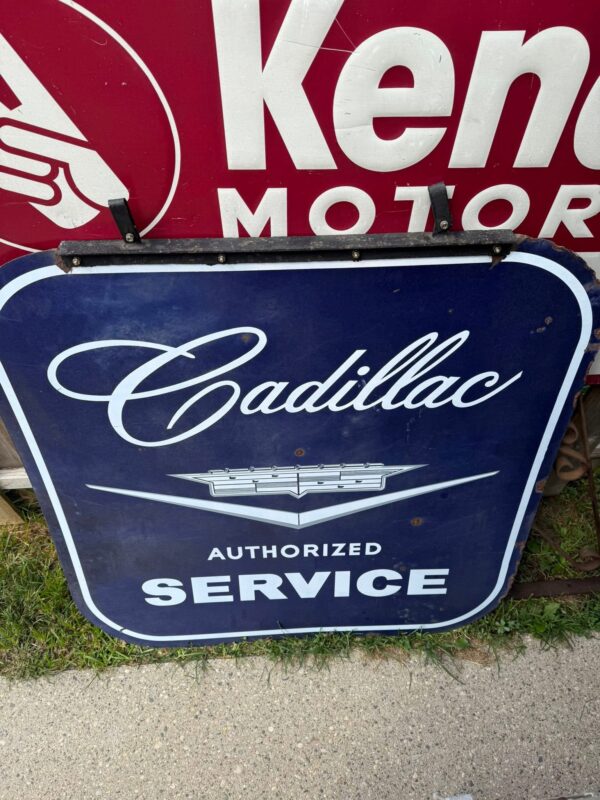 Ken
MOTOR
Cadillac
AUTHORIZED
SERVICE